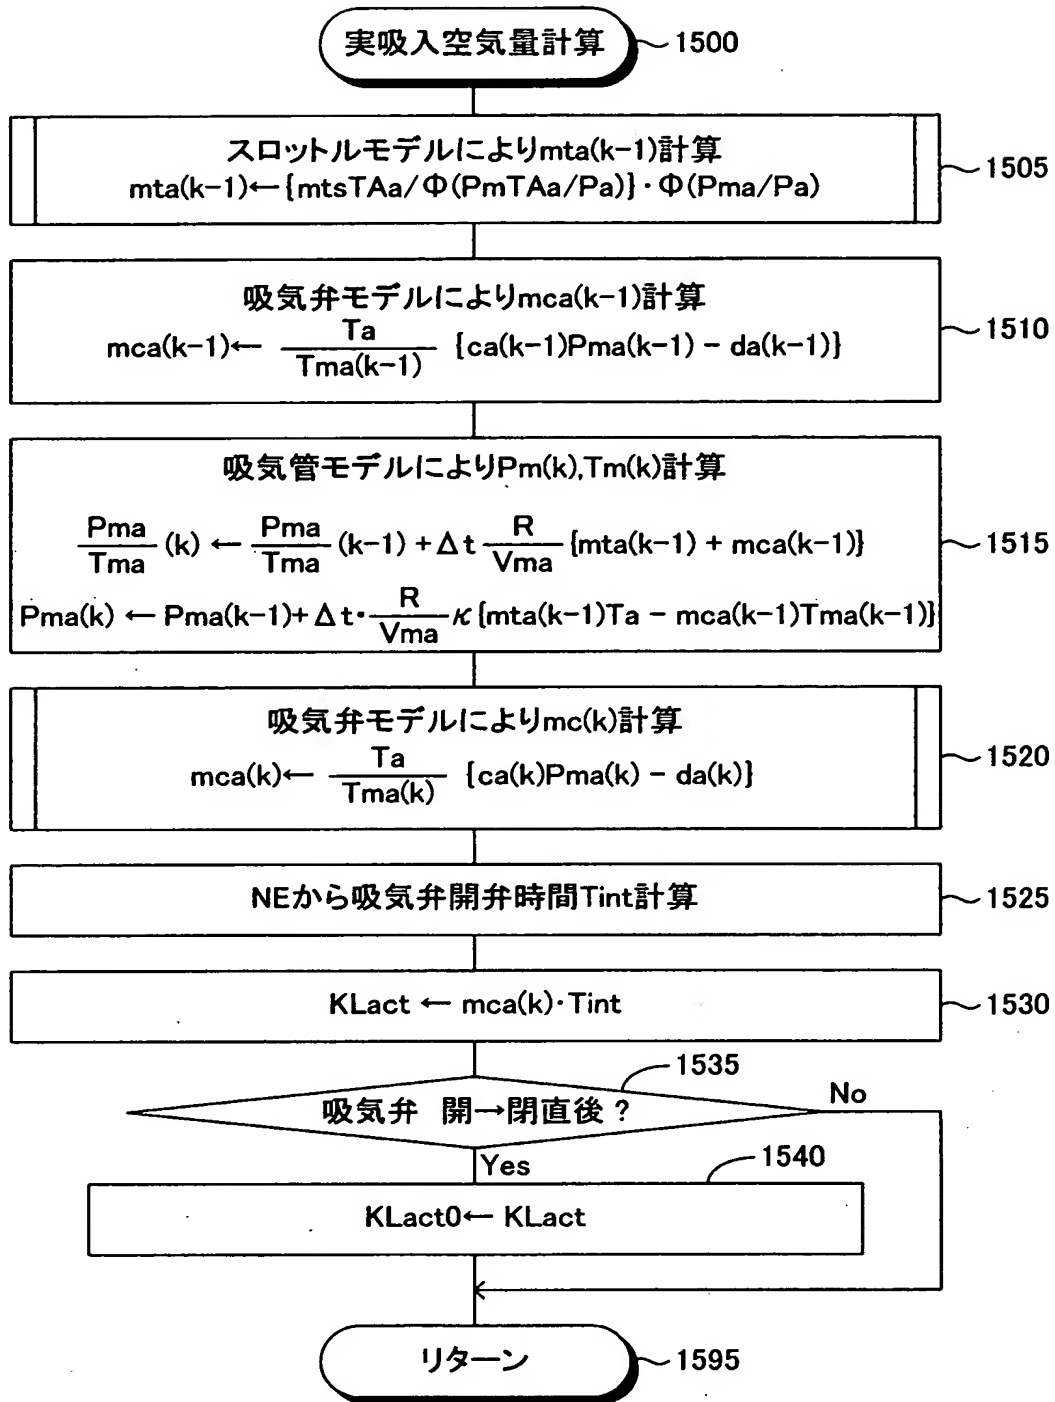 実吸入空気量計算
1500
スロットルモデルによりmta(k-1)計算
mta(k-1)←{mtsTAa/Φ(PmTAa/Pa)}・Φ(Pma/Pa)
1505
吸気弁モデルによりmca(k-1)計算
mca(k-1)← Ta/Tma(k-1) {ca(k-1)Pma(k-1) - da(k-1)}
1510
吸気管モデルによりPm(k),Tm(k)計算
Pma/Tma (k) ← Pma/Tma (k-1) + Δt R/Vma {mta(k-1) + mca(k-1)}
1515
Pma(k) ← Pma(k-1)+Δt・R/Vma κ{mta(k-1)Ta - mca(k-1)Tma(k-1)}
吸気弁モデルによりmc(k)計算
mca(k)← Ta/Tma(k) {ca(k)Pma(k) - da(k)}
1520
NEから吸気弁開弁時間Tint計算
1525
KLact ← mca(k)・Tint
1530
1535
吸気弁 開→閉直後?
No
Yes
1540
KLact0← KLact
リターン
1595